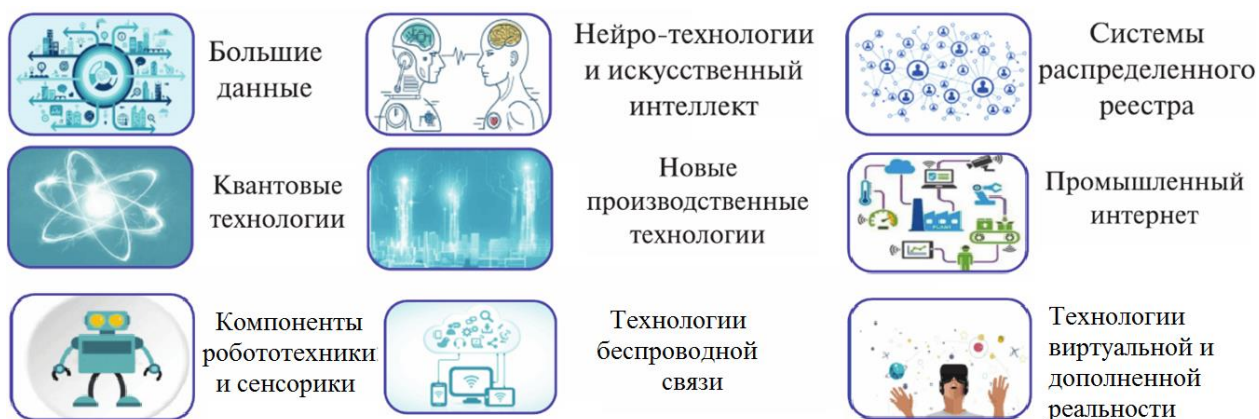 Большие
данные
Нейро-технологии
и искусственный
интеллект
Системы
распределенного
реестра
Квантовые
технологии
Новые
производственные
технологии
Промышленный
интернет
PLANT
Компоненты
робототехники
и сенсорики
Технологии
беспроводной
связи
Технологии
виртуальной и
дополненной
реальности